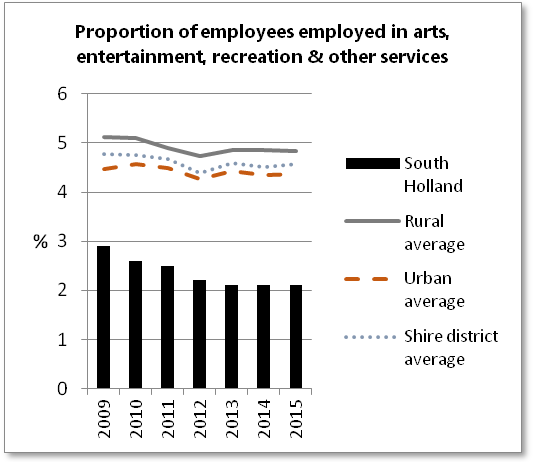 Proportion of employees employed in arts,
entertainment, recreation & other services
6
5
4
3
2
1
0
%
2009
2010
2011
2012
2013
2014
2015
South
Holland
Rural
average
Urban
average
Shire district
average